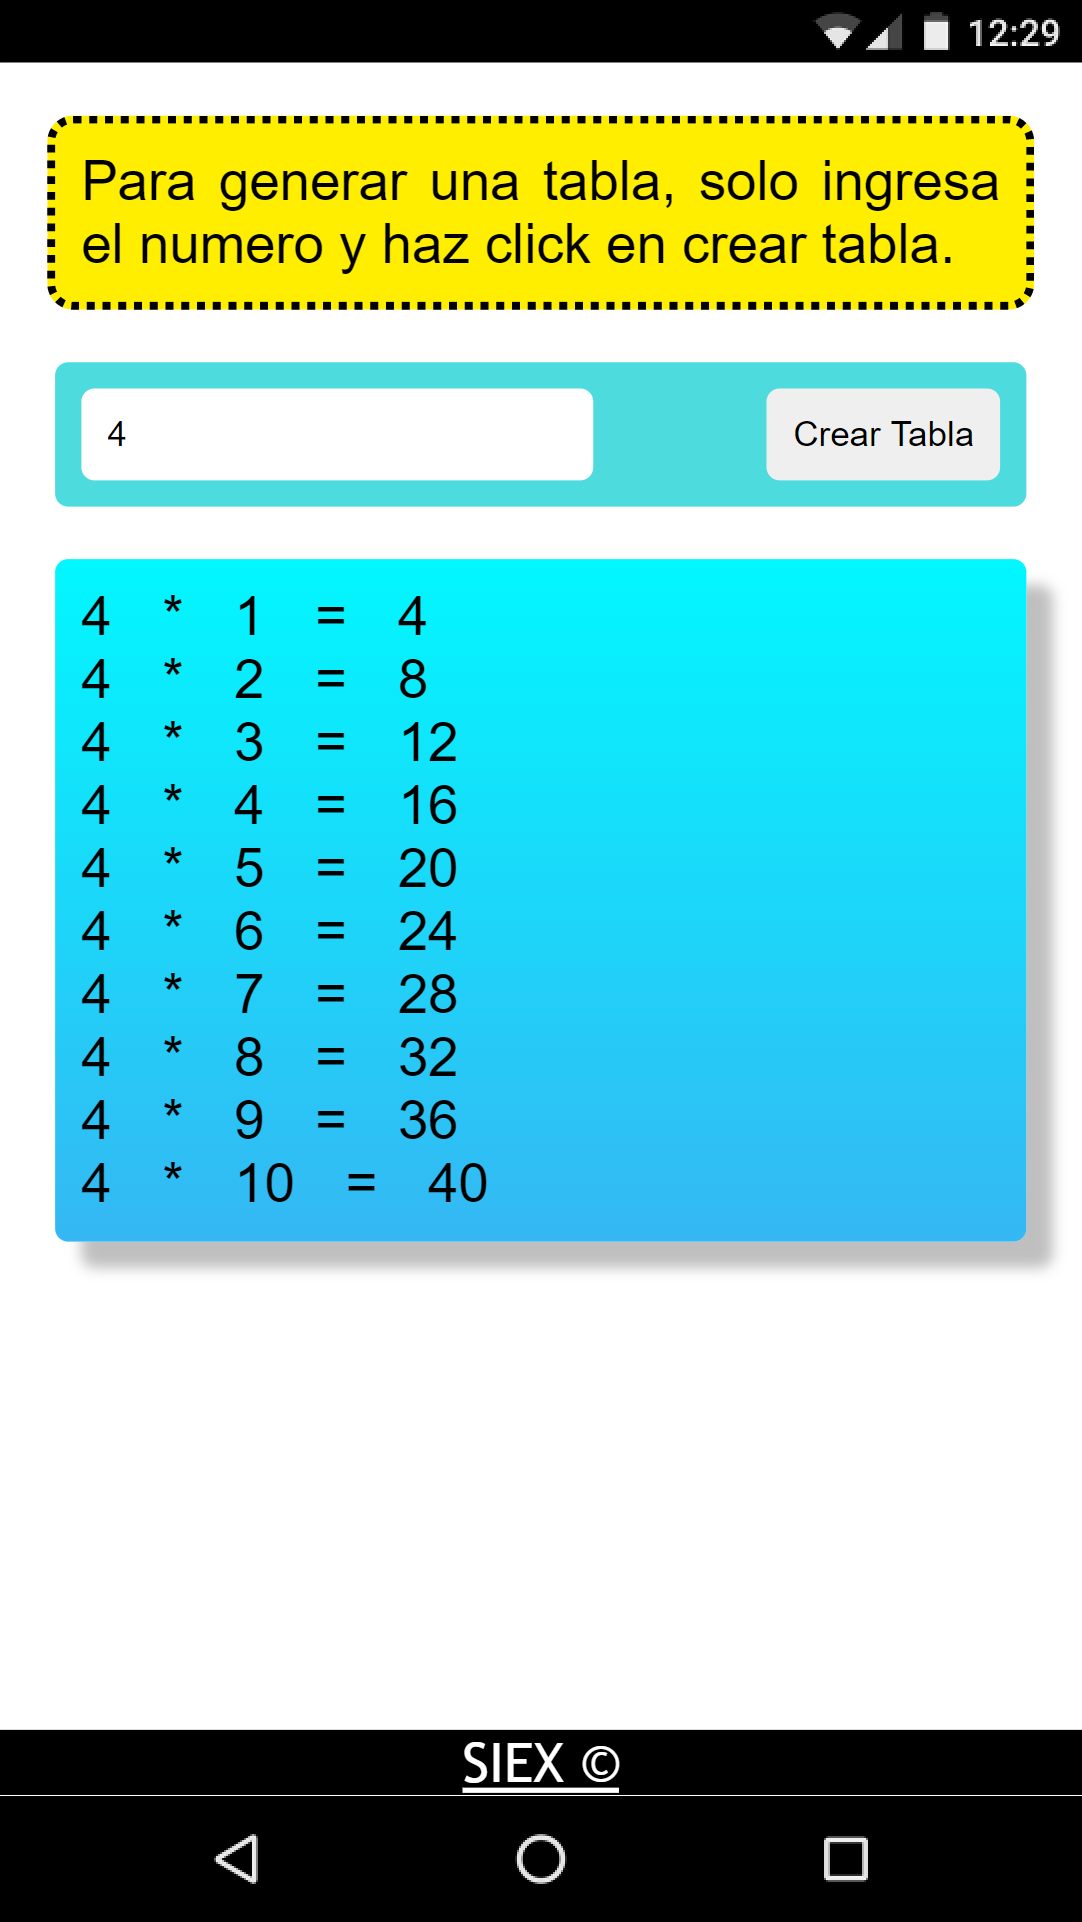 12:29
Para generar una tabla, solo ingresa
el numero y haz click en crear tabla.
4
Crear Tabla
4 * 1 = 4
4 * 2 = 8
4 * 3 = 12
4 * 4 = 16
4 * 5 = 20
4 * 6 = 24
4 * 7 = 28
4 * 8 = 32
4 * 9 = 36
4 * 10 = 40
SIEX ©